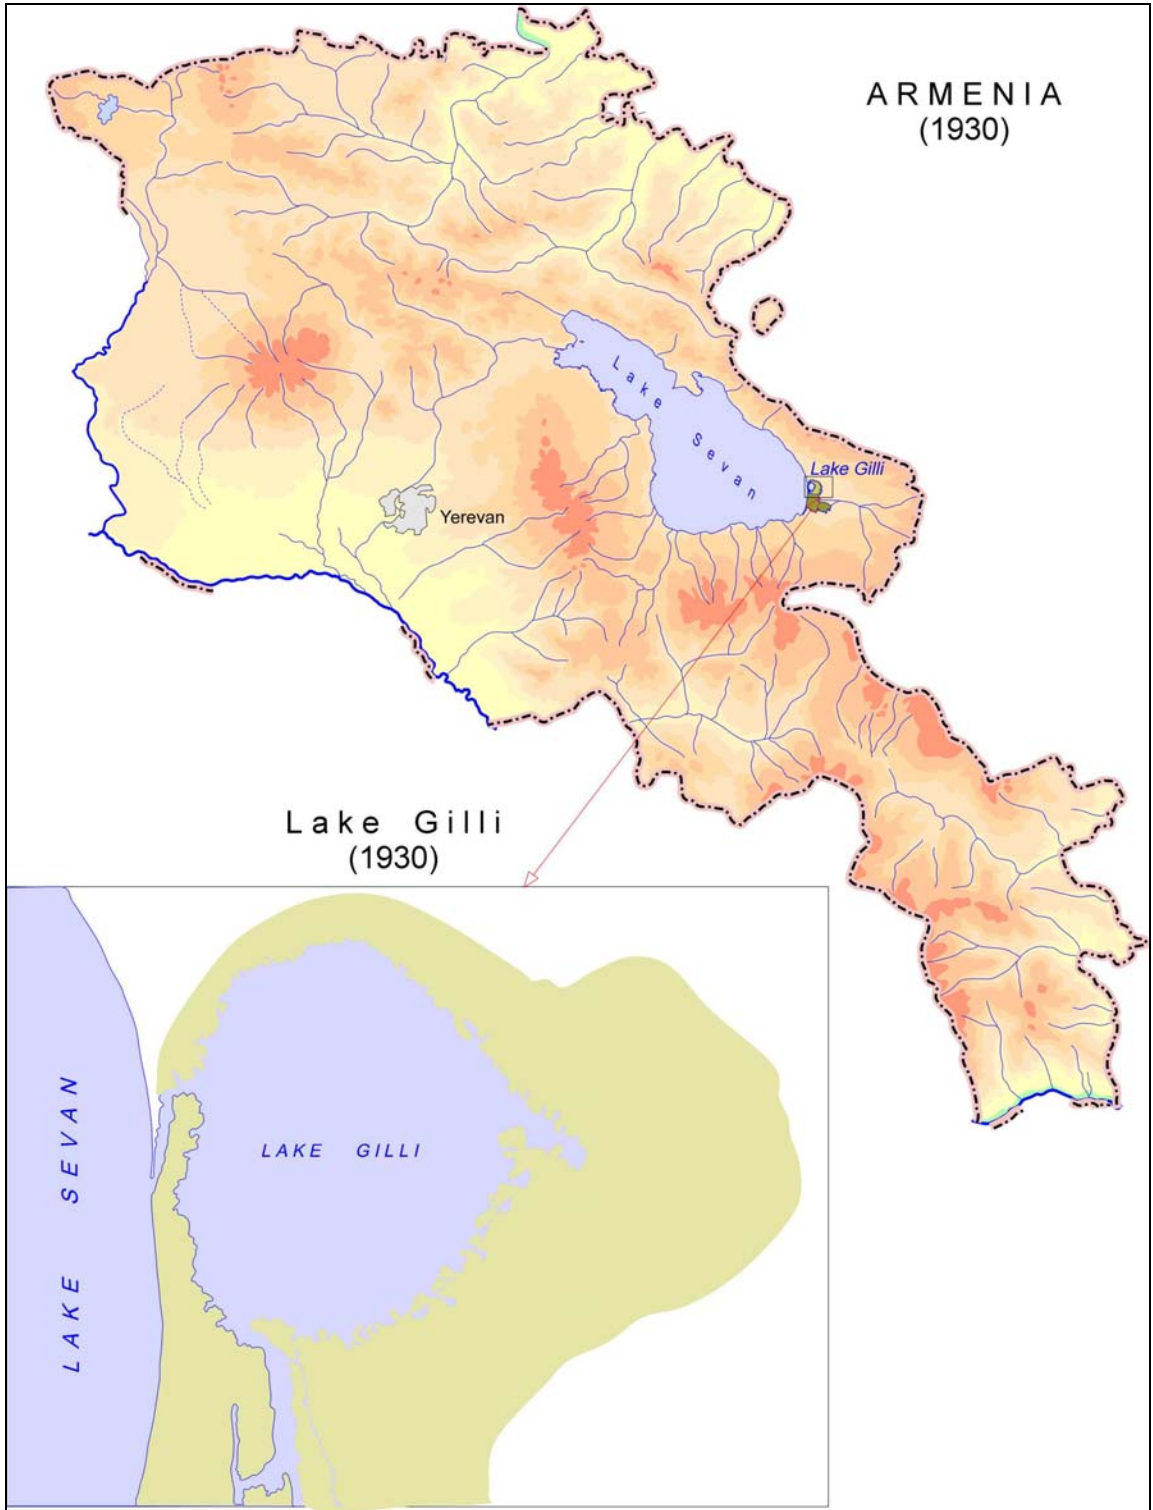 ARMENIA
(1930)
Lake
Sevan
Lake Gilli
Yerevan
Lake Gilli
(1930)
LAKE SEVAN
LAKE GILLI